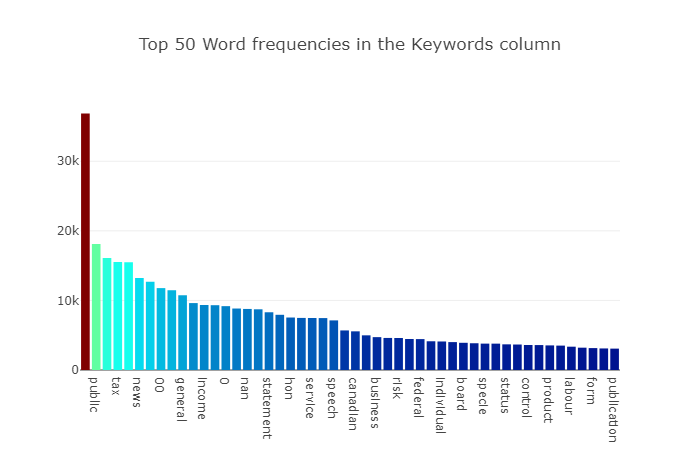 Top 50 Word frequencies in the Keywords column
30k
20k
10k
0
public
tax
news
00
general
income
0
nan
statement
hon
service
speech
canadian
business
risk
federal
individual
board
specie
status
control
product
labour
form
publication